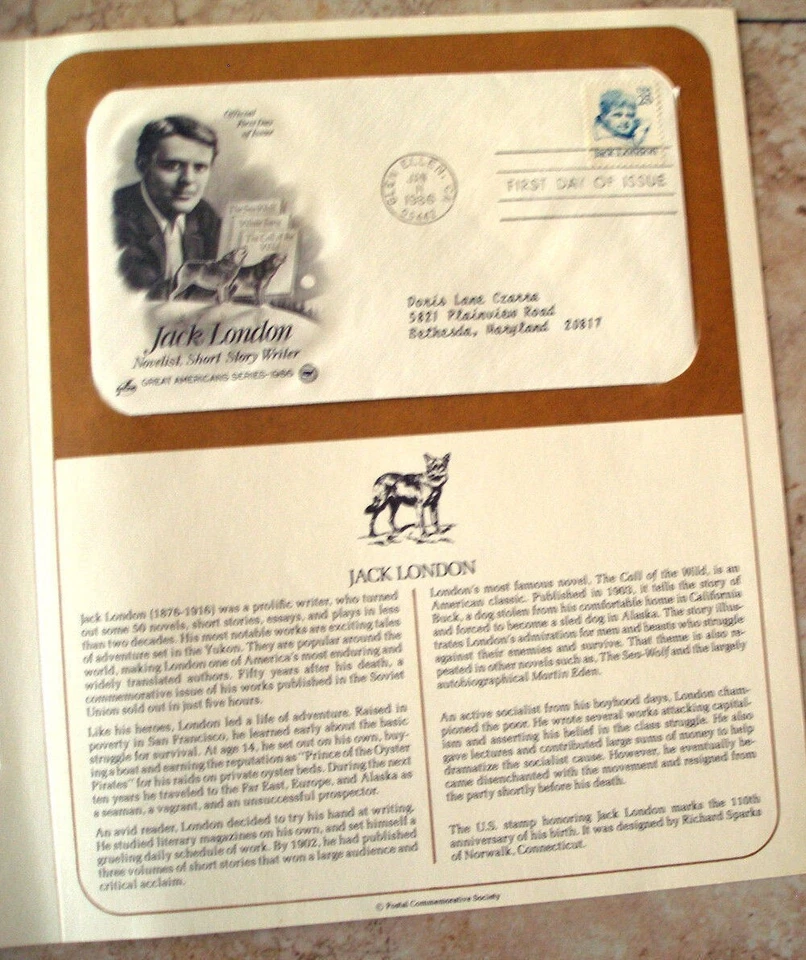 Official
First Day
of Issue
GLEN ELLEN, CA
JAN
11
1986
95442
USA
25
Jack London
FIRST DAY OF ISSUE
The Sea-Wolf
White Fang
The Call of the
Wild
Doris Lane Czarra
5821 Plainview Road
Bethesda, Maryland 20817
Jack London
Novelist, Short Story Writer
GREAT AMERICANS SERIES-1986
JACK LONDON
Jack London [1876-1916] was a prolific writer, who turned
out some 50 novels, short stories, essays, and plays in less
than two decades. His most notable works are exciting tales
of adventure set in the Yukon. They are popular around the
world, making London one of America's most enduring and
widely translated authors. Fifty years after his death, a
commemorative issue of his works published in the Soviet
Union sold out in just five hours.
Like his heroes, London led a life of adventure. Raised in
poverty in San Francisco, he learned early about the basic
struggle for survival. At age 14, he set out on his own, buy-
ing a boat and earning the reputation as "Prince of the Oyster
Pirates" for his raids on private oyster beds. During the next
ten years he traveled to the Far East, Europe, and Alaska as
a seaman, a vagrant, and an unsuccessful prospector.
An avid reader, London decided to try his hand at writing.
He studied literary magazines on his own, and set himself a
grueling daily schedule of work. By 1902, he had published
three volumes of short stories that won a large audience and
critical acclaim.
London's most famous novel, The Call of the Wild, is an
American classic. Published in 1903, it tells the story of
Buck, a dog stolen from his comfortable home in California
and forced to become a sled dog in Alaska. The story illus-
trates London's admiration for men and beasts who struggle
against their enemies and survive. That theme is also re-
peated in other novels such as, The Sea-Wolf and the largely
autobiographical Martin Eden.
An active socialist from his boyhood days, London cham-
pioned the poor. He wrote several works attacking capital-
ism and asserting his belief in the class struggle. He also
gave lectures and contributed large sums of money to help
dramatize the socialist cause. However, he eventually be-
came disenchanted with the movement and resigned from
the party shortly before his death.
The U.S. stamp honoring Jack London marks the 110th
anniversary of his birth. It was designed by Richard Sparks
of Norwalk, Connecticut.
© Postal Commemorative Society